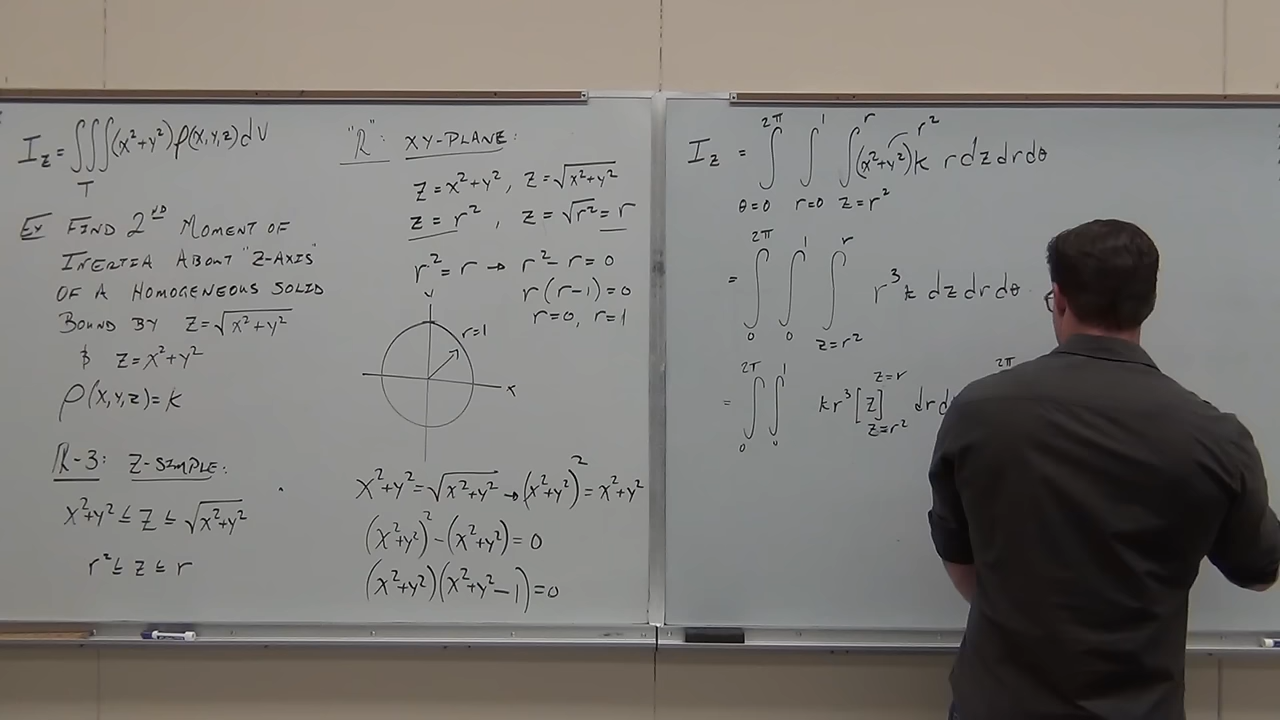 I_z = ∭_T (x²+y²) ρ(x,y,z) dV
Ex FIND 2ND MOMENT OF
INERTIA ABOUT "Z-AXIS"
OF A HOMOGENEOUS SOLID
BOUND BY z=√(x²+y²)
& z=x²+y²
ρ(x,y,z)=k
R-3: Z-SIMPLE:
x²+y² ≤ z ≤ √(x²+y²)
r² ≤ z ≤ r
"R": XY-PLANE:
z=x²+y², z=√(x²+y²)
z=r², z=√r²=r
r²=r → r²-r=0
r(r-1)=0
r=0, r=1
y
r=1
x
x²+y²=√(x²+y²) → (x²+y²)²=x²+y²
(x²+y²)²-(x²+y²)=0
(x²+y²)(x²+y²-1)=0
I_z = ∫_{θ=0}^{2π} ∫_{r=0}^{1} ∫_{z=r²}^{r} (x²+y²) r² k r dz dr dθ
= ∫_0^{2π} ∫_0^1 ∫_{z=r²}^{r} r³ k dz dr dθ
= ∫_0^{2π} ∫_0^1 kr³ [z]_{z=r²}^{z=r} dr d
2π